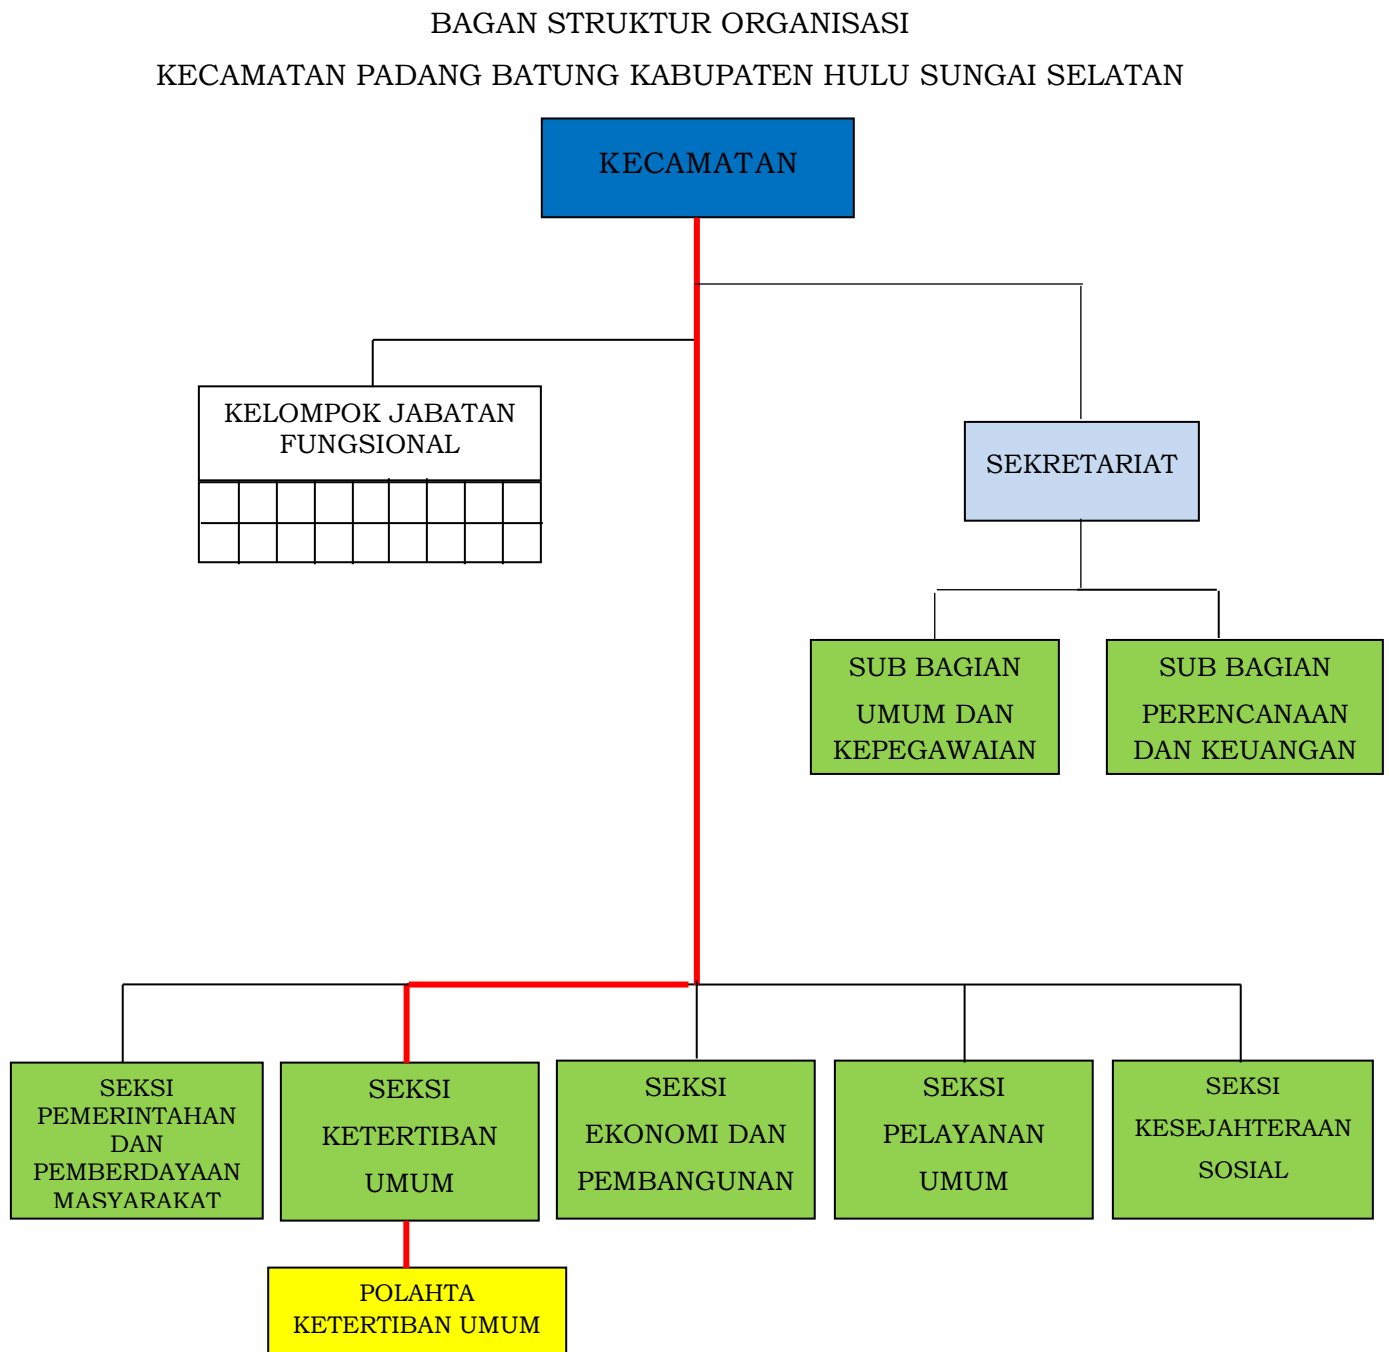 BAGAN STRUKTUR ORGANISASI
KECAMATAN PADANG BATUNG KABUPATEN HULU SUNGAI SELATAN
KECAMATAN
KELOMPOK JABATAN
FUNGSIONAL
SEKRETARIAT
SUB BAGIAN
UMUM DAN
KEPEGAWAIAN
SUB BAGIAN
PERENCANAAN
DAN KEUANGAN
SEKSI
PEMERINTAHAN
DAN
PEMBERDAYAAN
MASYARAKAT
SEKSI
KETERTIBAN
UMUM
SEKSI
EKONOMI DAN
PEMBANGUNAN
SEKSI
PELAYANAN
UMUM
SEKSI
KESEJAHTERAAN
SOSIAL
POLAHTA
KETERTIBAN UMUM